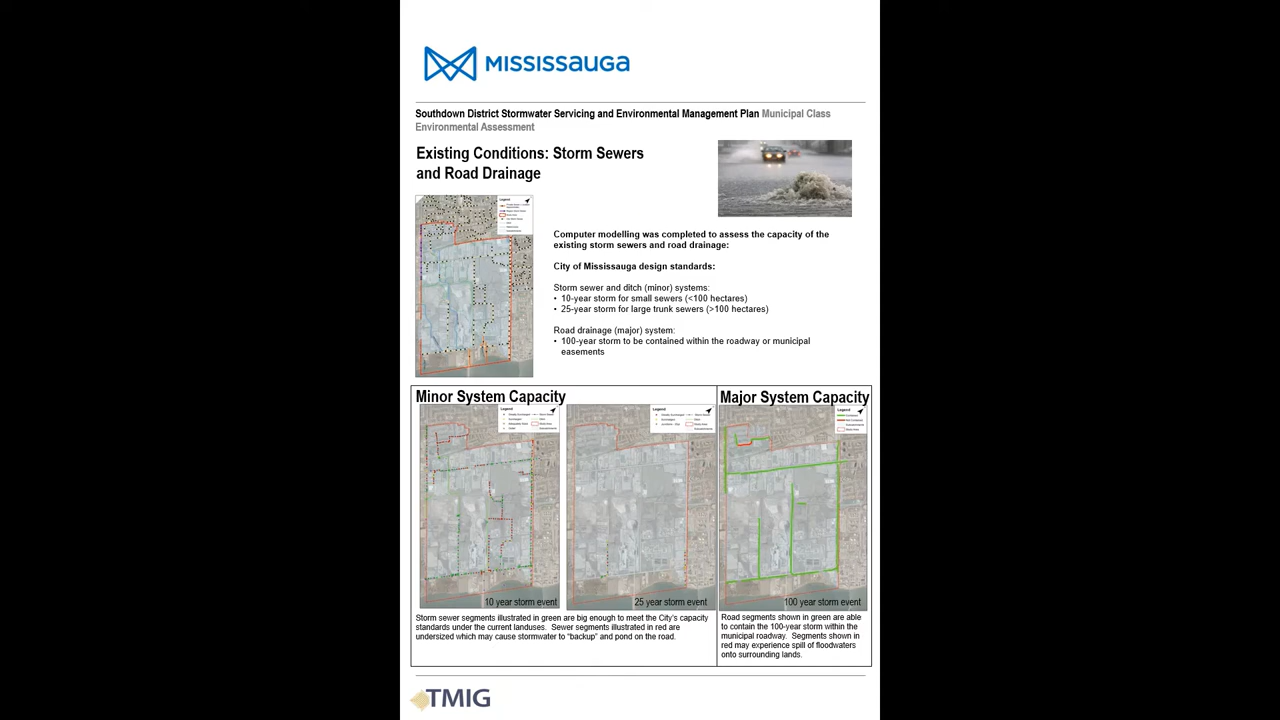 MISSISSAUGA
Southdown District Stormwater Servicing and Environmental Management Plan Municipal Class
Environmental Assessment
Existing Conditions: Storm Sewers
and Road Drainage
Legend
Computer modelling was completed to assess the capacity of the
existing storm sewers and road drainage:
City of Mississauga design standards:
Storm sewer and ditch (minor) systems:
• 10-year storm for small sewers (<100 hectares)
• 25-year storm for large trunk sewers (>100 hectares)
Road drainage (major) system:
• 100-year storm to be contained within the roadway or municipal
easements
Minor System Capacity
Legend
10 year storm event
Legend
25 year storm event
Storm sewer segments illustrated in green are big enough to meet the City's capacity
standards under the current landuses. Sewer segments illustrated in red are
undersized which may cause stormwater to "backup" and pond on the road.
Major System Capacity
Legend
100 year storm event
Road segments shown in green are able
to contain the 100-year storm within the
municipal roadway. Segments shown in
red may experience spill of floodwaters
onto surrounding lands.
TMIG